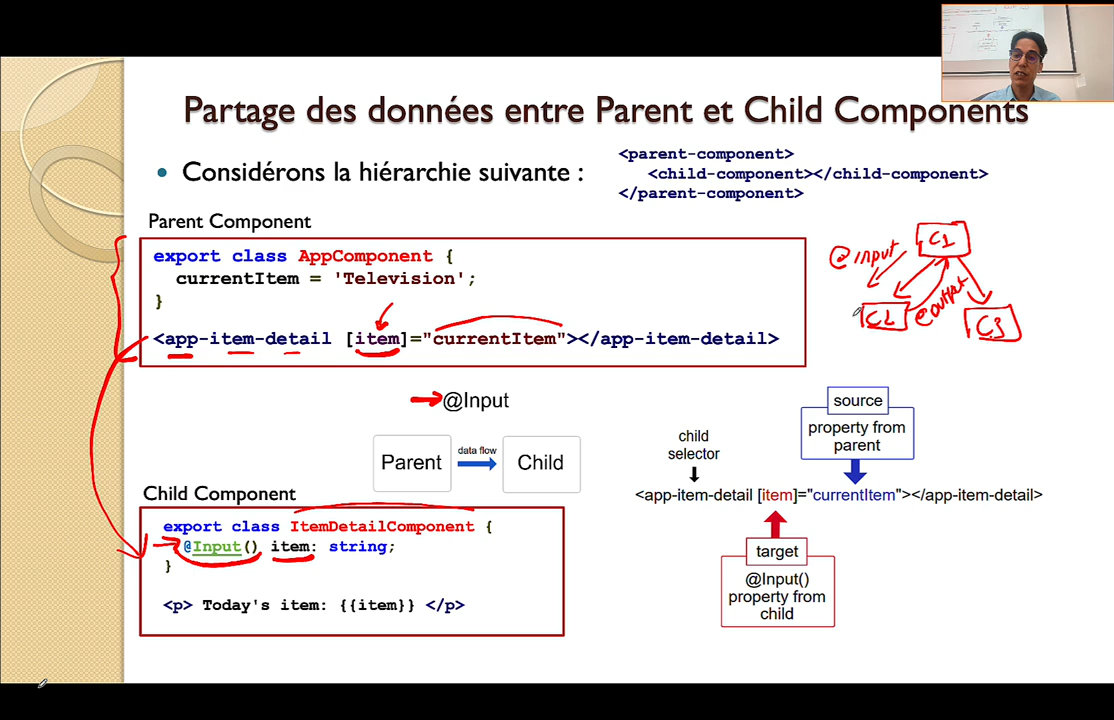 Partage des données entre Parent et Child Components
Considérons la hiérarchie suivante :
<parent-component>
<child-component></child-component>
</parent-component>
Parent Component
export class AppComponent {
currentItem = 'Television';
}
<app-item-detail [item]="currentItem"></app-item-detail>
@input
C1
C2
@output
C3
@Input
Parent
data flow
Child
child
selector
source
property from
parent
<app-item-detail [item]="currentItem"></app-item-detail>
target
@Input()
property from
child
Child Component
export class ItemDetailComponent {
@Input() item: string;
}
<p> Today's item: {{item}} </p>